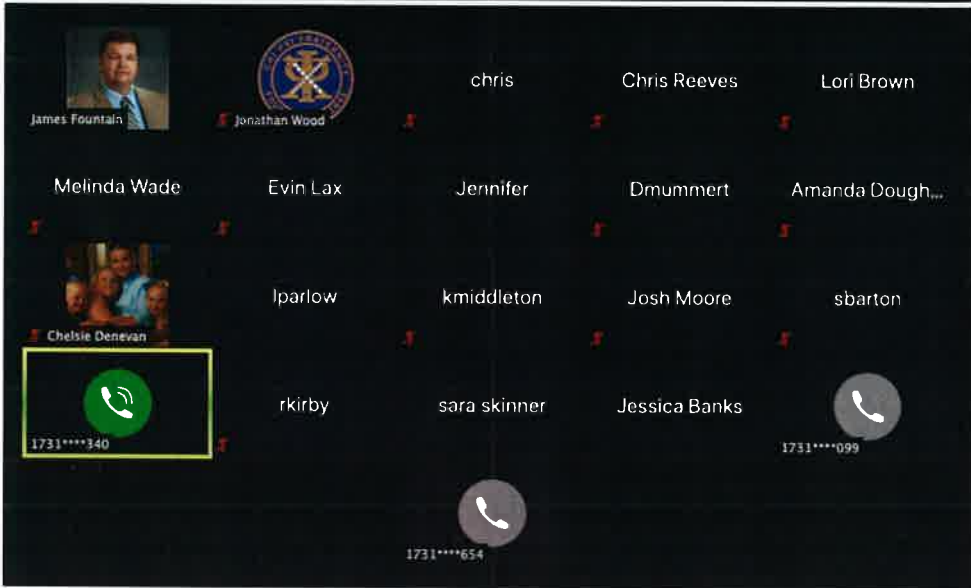 chris
Chris Reeves
Lori Brown
James Fountain
Jonathan Wood
Melinda Wade
Evin Lax
Jennifer
Dmummert
Amanda Dough...
lparlow
kmiddleton
Josh Moore
sbarton
Chelsie Denevan
rkirby
sara skinner
Jessica Banks
1731****340
1731****099
1731****654